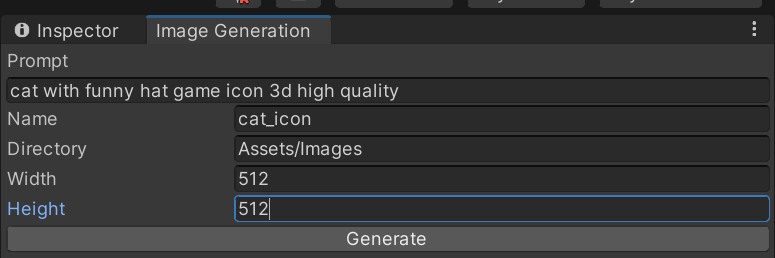 Inspector Image Generation
Prompt
cat with funny hat game icon 3d high quality
Name cat_icon
Directory Assets/Images
Width 512
Height 512
Generate